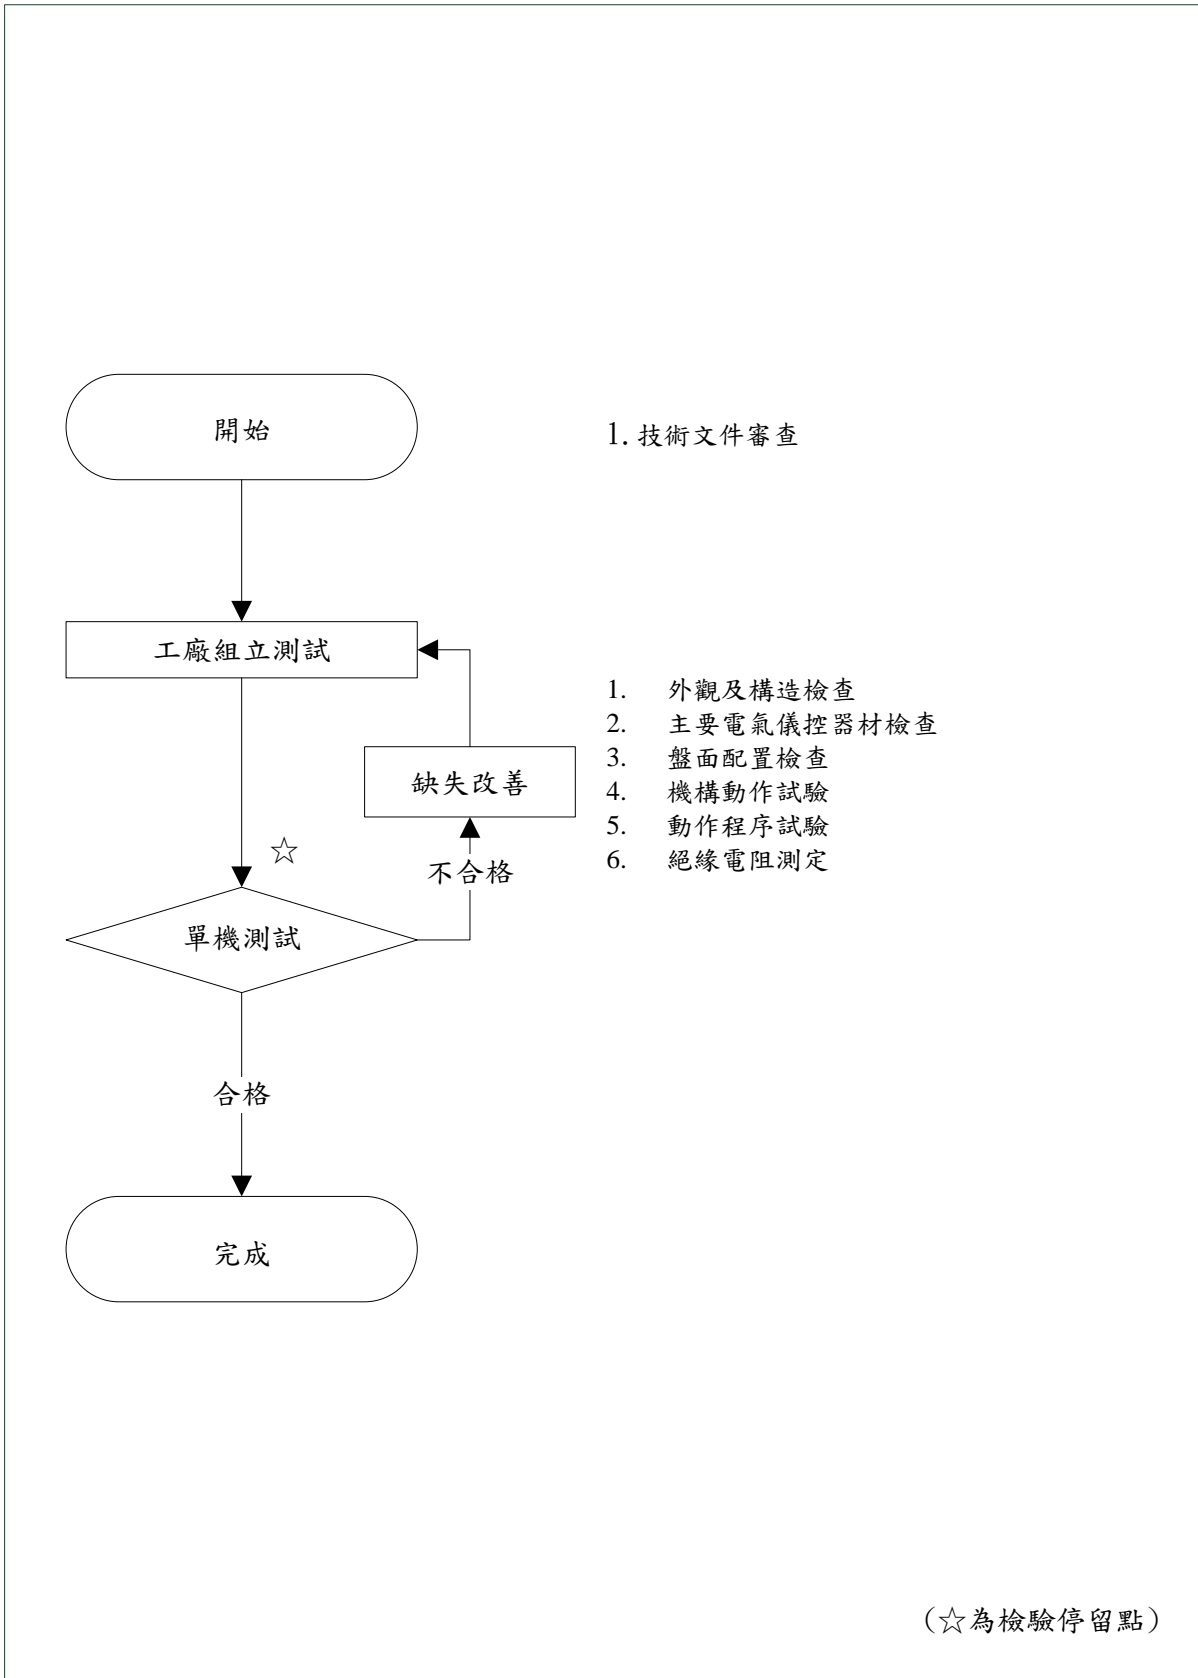 開始
1. 技術文件審查
工廠組立測試
1. 外觀及構造檢查
2. 主要電氣儀控器材檢查
3. 盤面配置檢查
4. 機構動作試驗
5. 動作程序試驗
6. 絕緣電阻測定
缺失改善
☆
不合格
單機測試
合格
完成
(☆為檢驗停留點)